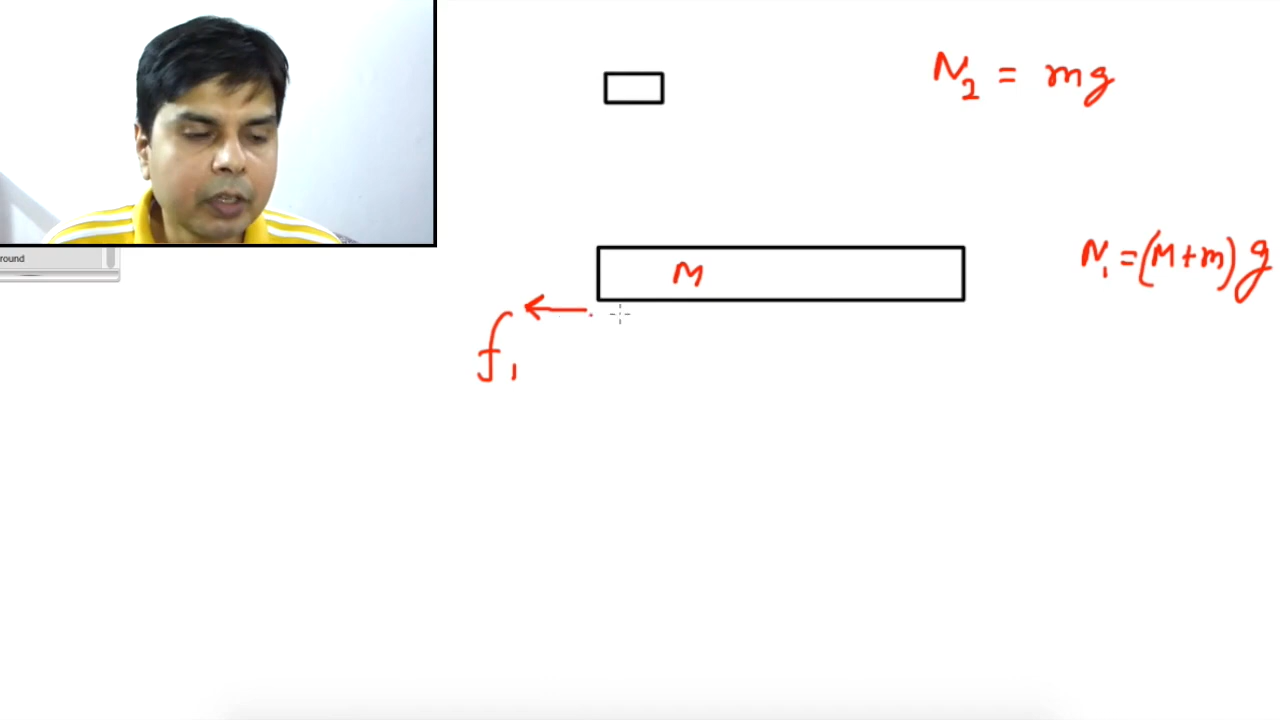 N₂ = mg
round
M
N₁ = (M+m)g
f₁